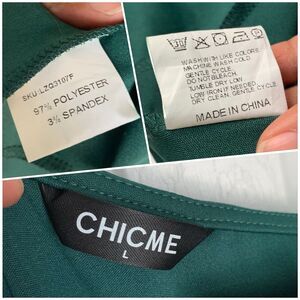 SKU:LZQ3107F
97% POLYESTER
3% SPANDEX
WASH WITH LIKE COLORS
MACHINE WASH COLD
GENTLE CYCLE.
DO NOT BLEACH.
TUMBLE DRY LOW
LOW IRON IF NEEDED.
DRY CLEAN. GENTLE CYCLE.
MADE IN CHINA
CHICME
L